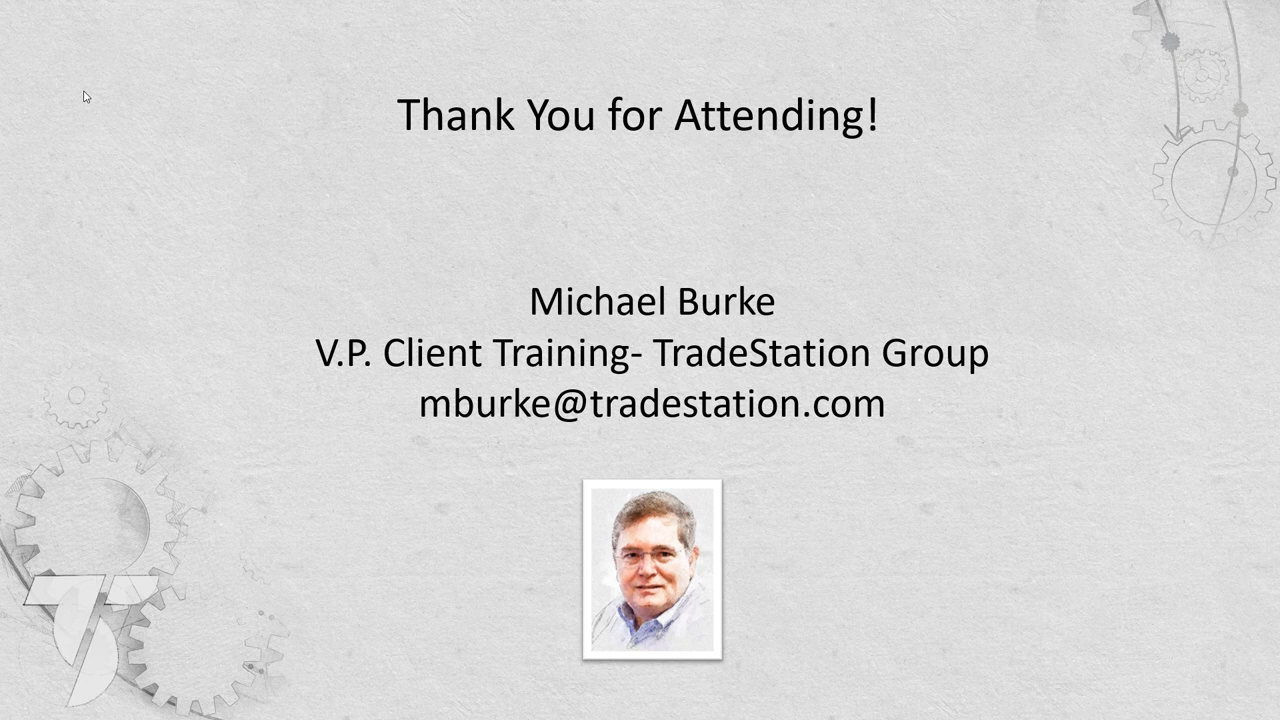 Thank You for Attending!
Michael Burke
V.P. Client Training- TradeStation Group
mburke@tradestation.com